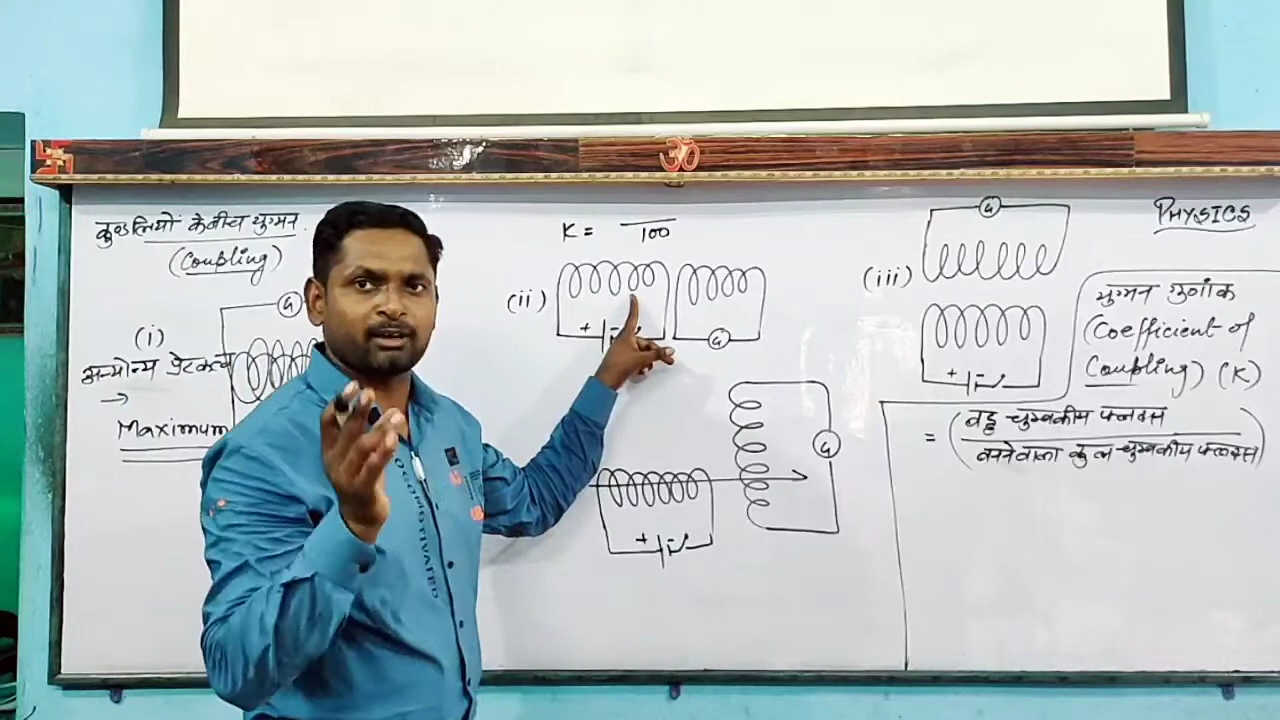 कुण्डलियों के बीच युग्मन
(Coupling)
(i)
G
अन्योन्य प्रेरकत्व
→
Maximum
K = /100
(ii)
+ -
G
G
+ -
(iii)
G
+ -
PHYSICS
युग्मन गुणांक
(Coefficient of
Coupling) (K)
= (बद्ध चुम्बकीय फ्लक्स
बनने वाला कुल चुम्बकीय फ्लक्स)
LOCOMOTIVATED
ॐ